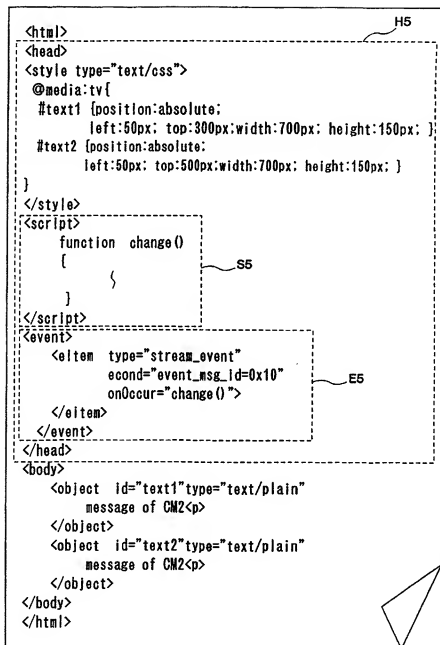 H5
<html>
<head>
<style type="text/css">
@media:tv{
#text1 {position:absolute;
left:50px; top:300px;width:700px; height:150px; }
#text2 {position:absolute;
left:50px; top:500px;width:700px; height:150px; }
}
</style>
<script>
function change()
{
S5
}
</script>
<event>
<eitem type="stream_event"
econd="event_msg_id=0x10"
E5
onOccur="change()">
</eitem>
</event>
</head>
<body>
<object id="text1"type="text/plain"
message of CM2<p>
</object>
<object id="text2"type="text/plain"
message of CM2<p>
</object>
</body>
</html>